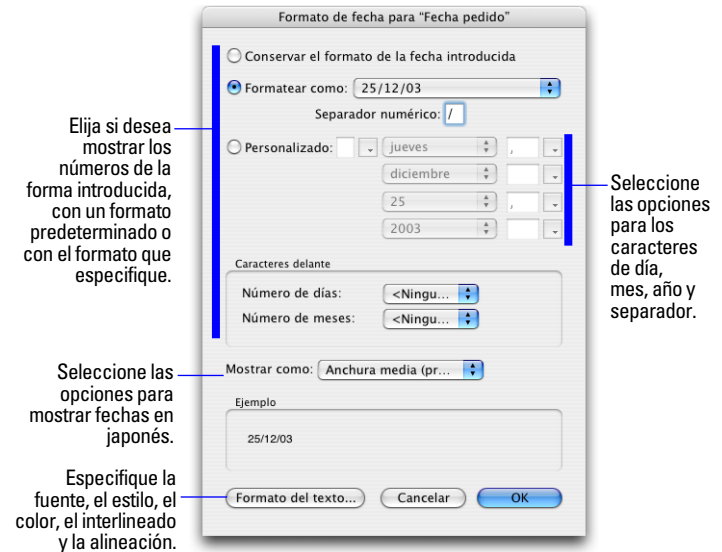 Formato de fecha para “Fecha pedido”
Conservar el formato de la fecha introducida
Formatear como: 25/12/03
Separador numérico: /
Personalizado: jueves ,
diciembre
25 ,
2003
Caracteres delante
Número de días: <Ningu...
Número de meses: <Ningu...
Mostrar como: Anchura media (pr...
Ejemplo
25/12/03
Formato del texto... Cancelar OK
Elija si desea
mostrar los
números de la
forma introducida,
con un formato
predeterminado o
con el formato que
especifique.
Seleccione
las opciones
para los
caracteres
de día,
mes, año y
separador.
Seleccione las
opciones para
mostrar fechas en
japonés.
Especifique la
fuente, el estilo, el
color, el interlineado
y la alineación.